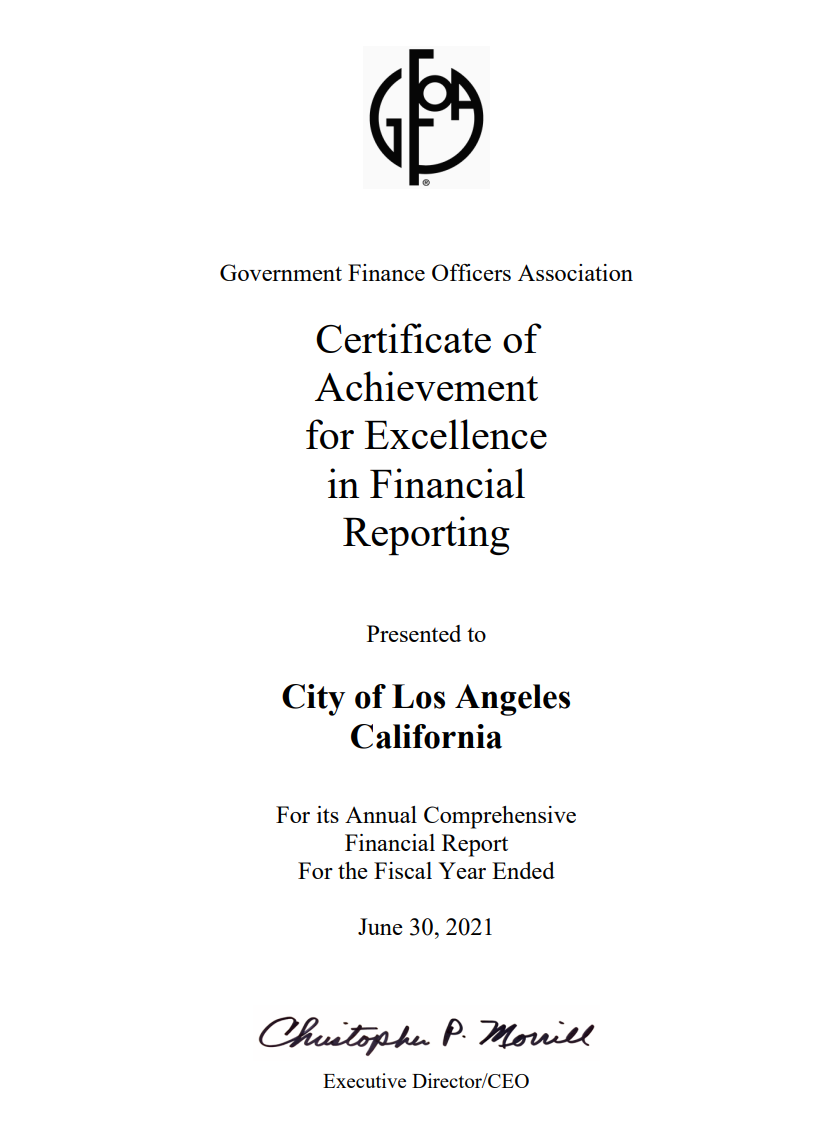 GFOA
®
Government Finance Officers Association
Certificate of
Achievement
for Excellence
in Financial
Reporting
Presented to
City of Los Angeles
California
For its Annual Comprehensive
Financial Report
For the Fiscal Year Ended
June 30, 2021
Christopher P. Morrill
Executive Director/CEO